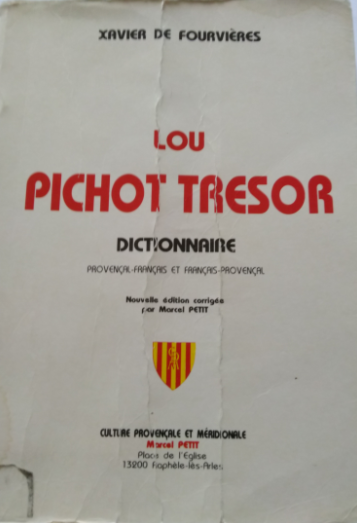 XAVIER DE FOURVIÈRES
LOU
PICHOT TRESOR
DICTIONNAIRE
PROVENÇAL-FRANÇAIS ET FRANÇAIS-PROVENÇAL
Nouvelle édition corrigée
par Marcel PETIT
CULTURE PROVENÇALE ET MÉRIDIONALE
Marcel PETIT
Place de l'Eglise
13200 Raphèle-lès-Arles